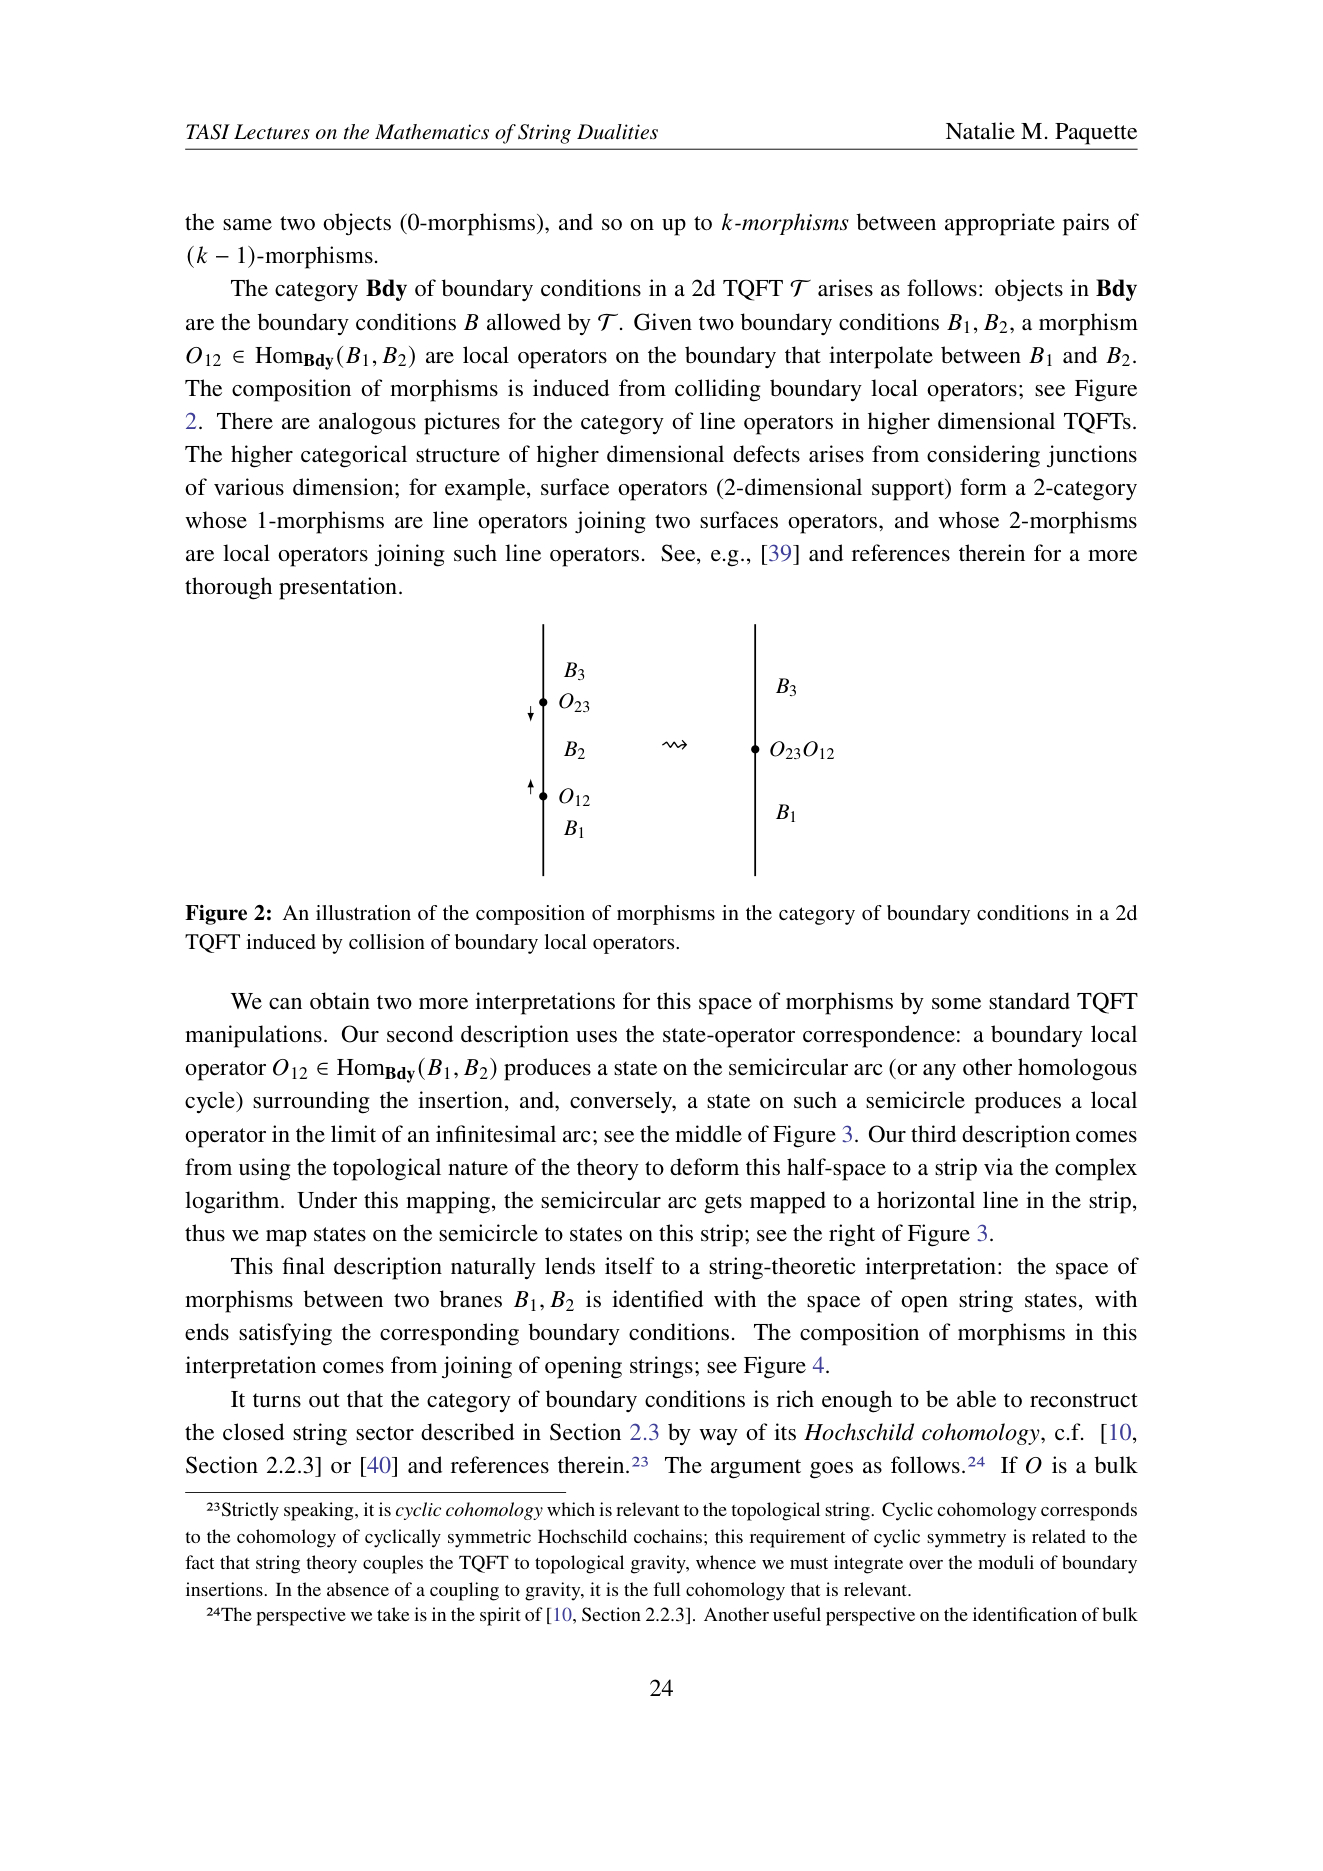 TASI Lectures on the Mathematics of String Dualities Natalie M. Paquette
the same two objects (0-morphisms), and so on up to k-morphisms between appropriate pairs of
(k − 1)-morphisms.
The category Bdy of boundary conditions in a 2d TQFT 𝒯 arises as follows: objects in Bdy
are the boundary conditions B allowed by 𝒯. Given two boundary conditions B₁, B₂, a morphism
O₁₂ ∈ Hom_Bdy(B₁, B₂) are local operators on the boundary that interpolate between B₁ and B₂.
The composition of morphisms is induced from colliding boundary local operators; see Figure
2. There are analogous pictures for the category of line operators in higher dimensional TQFTs.
The higher categorical structure of higher dimensional defects arises from considering junctions
of various dimension; for example, surface operators (2-dimensional support) form a 2-category
whose 1-morphisms are line operators joining two surfaces operators, and whose 2-morphisms
are local operators joining such line operators. See, e.g., [39] and references therein for a more
thorough presentation.
B₃
O₂₃
B₂
O₁₂
B₁
⇝
B₃
O₂₃O₁₂
B₁
Figure 2: An illustration of the composition of morphisms in the category of boundary conditions in a 2d
TQFT induced by collision of boundary local operators.
We can obtain two more interpretations for this space of morphisms by some standard TQFT
manipulations. Our second description uses the state-operator correspondence: a boundary local
operator O₁₂ ∈ Hom_Bdy(B₁, B₂) produces a state on the semicircular arc (or any other homologous
cycle) surrounding the insertion, and, conversely, a state on such a semicircle produces a local
operator in the limit of an infinitesimal arc; see the middle of Figure 3. Our third description comes
from using the topological nature of the theory to deform this half-space to a strip via the complex
logarithm. Under this mapping, the semicircular arc gets mapped to a horizontal line in the strip,
thus we map states on the semicircle to states on this strip; see the right of Figure 3.
This final description naturally lends itself to a string-theoretic interpretation: the space of
morphisms between two branes B₁, B₂ is identified with the space of open string states, with
ends satisfying the corresponding boundary conditions. The composition of morphisms in this
interpretation comes from joining of opening strings; see Figure 4.
It turns out that the category of boundary conditions is rich enough to be able to reconstruct
the closed string sector described in Section 2.3 by way of its Hochschild cohomology, c.f. [10,
Section 2.2.3] or [40] and references therein.²³ The argument goes as follows.²⁴ If O is a bulk
²³Strictly speaking, it is cyclic cohomology which is relevant to the topological string. Cyclic cohomology corresponds
to the cohomology of cyclically symmetric Hochschild cochains; this requirement of cyclic symmetry is related to the
fact that string theory couples the TQFT to topological gravity, whence we must integrate over the moduli of boundary
insertions. In the absence of a coupling to gravity, it is the full cohomology that is relevant.
²⁴The perspective we take is in the spirit of [10, Section 2.2.3]. Another useful perspective on the identification of bulk
24